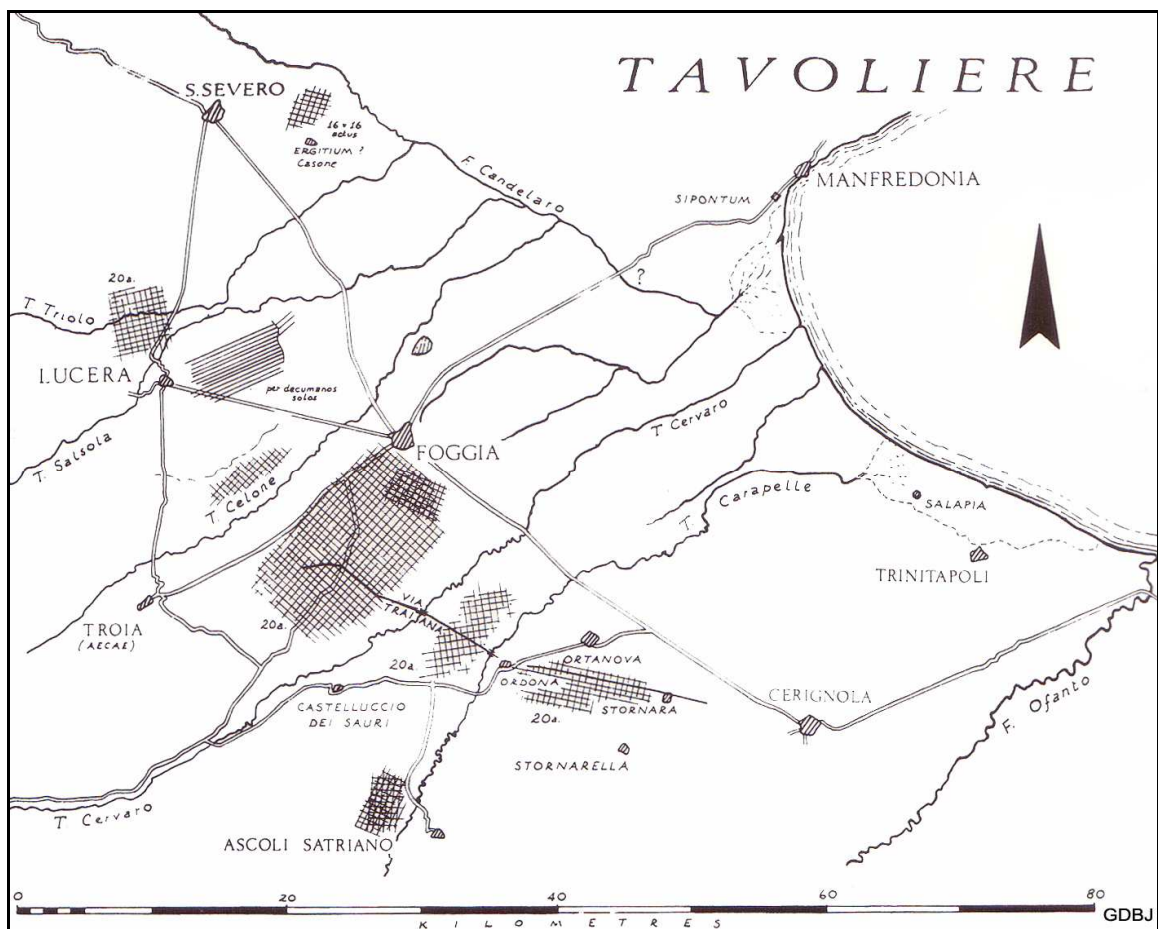 TAVOLIERE
S.SEVERO
16 × 16
actus
ERGITIUM ?
Casone
F. Candelaro
MANFREDONIA
SIPONTUM
?
20a.
T. Triolo
LUCERA
per decumanos
solos
T. Salsola
FOGGIA
T. Cervaro
T. Celone
T. Carapelle
SALAPIA
TRINITAPOLI
VIA
TRAIANA
TROIA
(AECAE)
20a.
20a.
ORTANOVA
ORDONA
CASTELLUCCIO
DEI SAURI
STORNARA
20a.
CERIGNOLA
F. Ofanto
STORNARELLA
T. Cervaro
ASCOLI SATRIANO
0 20 40 60 80
KILOMETRES
GDBJ